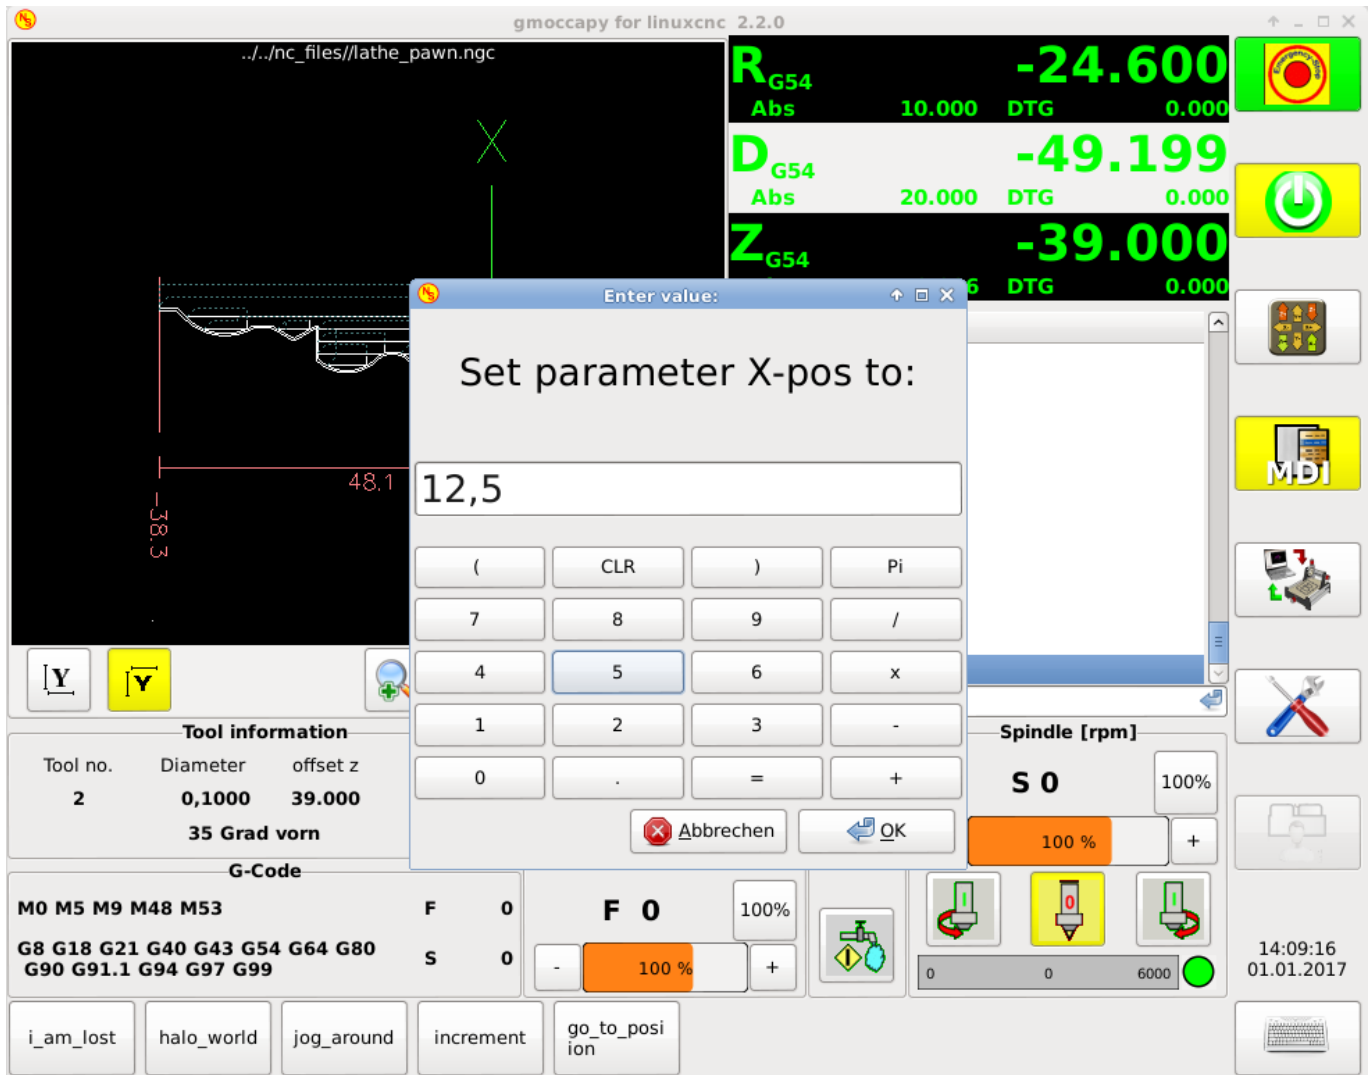 gmoccapy for linuxcnc 2.2.0
../../nc_files//lathe_pawn.ngc
X
48.1
-38.3
R G54 -24.600
Abs 10.000 DTG 0.000
D G54 -49.199
Abs 20.000 DTG 0.000
Z G54 -39.000
6 DTG 0.000
Emergency-Stop
MDI
Enter value:
Set parameter X-pos to:
12,5
( CLR ) Pi
7 8 9 /
4 5 6 x
1 2 3 -
0 . = +
Abbrechen OK
Y Y
Tool information
Tool no. Diameter offset z
2 0,1000 39.000
35 Grad vorn
G-Code
M0 M5 M9 M48 M53
G8 G18 G21 G40 G43 G54 G64 G80
G90 G91.1 G94 G97 G99
F 0
S 0
F 0 100%
- 100 % +
Spindle [rpm]
S 0 100%
100 % +
I 0 I
0 0 6000
14:09:16
01.01.2017
i_am_lost
halo_world
jog_around
increment
go_to_posi
ion